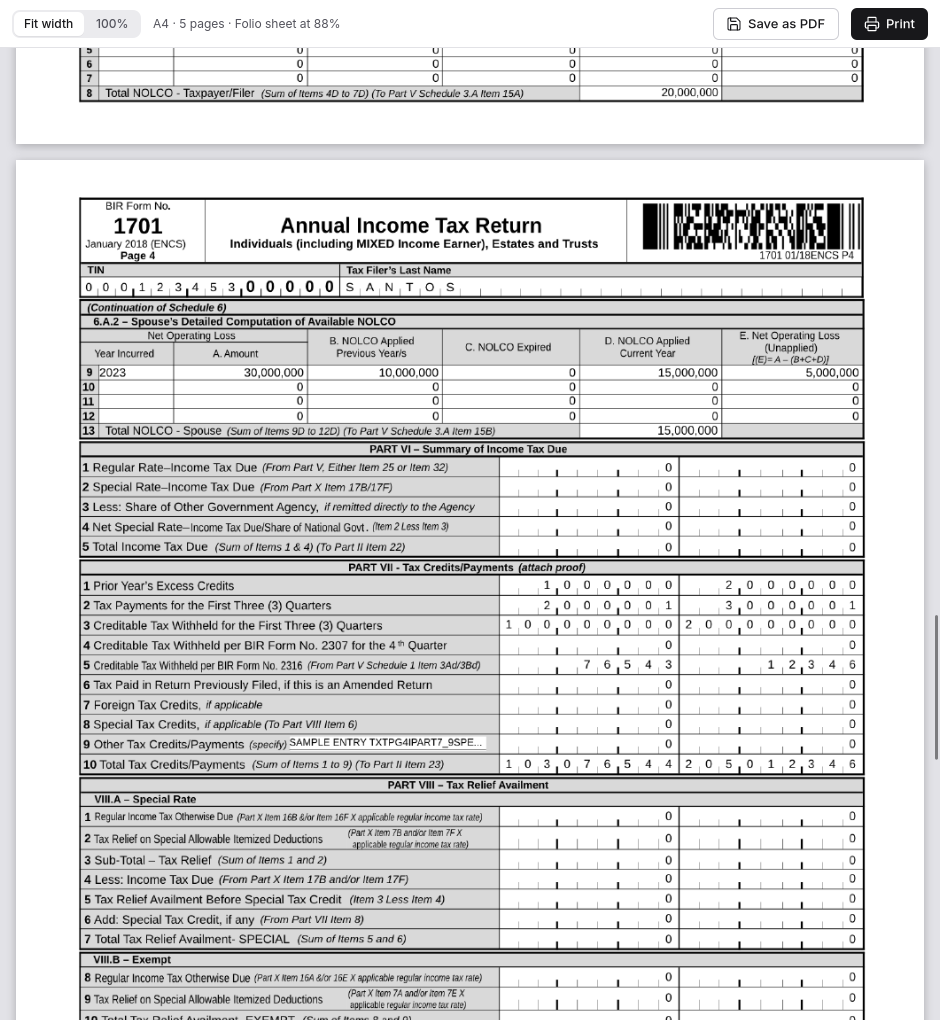 Fit width 100% A4 · 5 pages · Folio sheet at 88% Save as PDF Print
5 0 0 0 0 0
6 0 0 0 0 0
7 0 0 0 0 0
8 Total NOLCO - Taxpayer/Filer (Sum of Items 4D to 7D) (To Part V Schedule 3.A Item 15A) 20,000,000
BIR Form No.
1701
January 2018 (ENCS)
Page 4
Annual Income Tax Return
Individuals (including MIXED Income Earner), Estates and Trusts
1701 01/18ENCS P4
TIN Tax Filer's Last Name
0 0 0 1 2 3 4 5 3 0 0 0 0 0 S A N T O S
(Continuation of Schedule 6)
6.A.2 – Spouse's Detailed Computation of Available NOLCO
Net Operating Loss
Year Incurred A. Amount
B. NOLCO Applied
Previous Year/s
C. NOLCO Expired
D. NOLCO Applied
Current Year
E. Net Operating Loss
(Unapplied)
[(E)= A – (B+C+D)]
9 2023 30,000,000 10,000,000 0 15,000,000 5,000,000
10 0 0 0 0 0
11 0 0 0 0 0
12 0 0 0 0 0
13 Total NOLCO - Spouse (Sum of Items 9D to 12D) (To Part V Schedule 3.A Item 15B) 15,000,000
PART VI – Summary of Income Tax Due
1 Regular Rate–Income Tax Due (From Part V, Either Item 25 or Item 32) 0 0
2 Special Rate–Income Tax Due (From Part X Item 17B/17F) 0 0
3 Less: Share of Other Government Agency, if remitted directly to the Agency 0 0
4 Net Special Rate–Income Tax Due/Share of National Govt. (Item 2 Less Item 3) 0 0
5 Total Income Tax Due (Sum of Items 1 & 4) (To Part II Item 22) 0 0
PART VII - Tax Credits/Payments (attach proof)
1 Prior Year's Excess Credits 1 0 0 0 0 0 0 2 0 0 0 0 0 0
2 Tax Payments for the First Three (3) Quarters 2 0 0 0 0 0 1 3 0 0 0 0 0 1
3 Creditable Tax Withheld for the First Three (3) Quarters 1 0 0 0 0 0 0 0 0 2 0 0 0 0 0 0 0 0 0
4 Creditable Tax Withheld per BIR Form No. 2307 for the 4th Quarter 0 0
5 Creditable Tax Withheld per BIR Form No. 2316 (From Part V Schedule 1 Item 3Ad/3Bd) 7 6 5 4 3 1 2 3 4 6
6 Tax Paid in Return Previously Filed, if this is an Amended Return 0 0
7 Foreign Tax Credits, if applicable 0 0
8 Special Tax Credits, if applicable (To Part VIII Item 6) 0 0
9 Other Tax Credits/Payments (specify) SAMPLE ENTRY TXTPG4IPART7_9SPE... 0 0
10 Total Tax Credits/Payments (Sum of Items 1 to 9) (To Part II Item 23) 1 0 3 0 7 6 5 4 4 2 0 5 0 1 2 3 4 6
PART VIII – Tax Relief Availment
VIII.A – Special Rate
1 Regular Income Tax Otherwise Due (Part X Item 16B &/or Item 16F X applicable regular income tax rate) 0 0
2 Tax Relief on Special Allowable Itemized Deductions (Part X Item 7B and/or Item 7F X applicable regular income tax rate) 0 0
3 Sub-Total – Tax Relief (Sum of Items 1 and 2) 0 0
4 Less: Income Tax Due (From Part X Item 17B and/or Item 17F) 0 0
5 Tax Relief Availment Before Special Tax Credit (Item 3 Less Item 4) 0 0
6 Add: Special Tax Credit, if any (From Part VII Item 8) 0 0
7 Total Tax Relief Availment- SPECIAL (Sum of Items 5 and 6) 0 0
VIII.B – Exempt
8 Regular Income Tax Otherwise Due (Part X Item 16A &/or 16E X applicable regular income tax rate) 0 0
9 Tax Relief on Special Allowable Itemized Deductions (Part X Item 7A and/or Item 7E X applicable regular income tax rate) 0 0
10 Total Tax Relief Availment- EXEMPT (Sum of Items 8 and 9) 0 0